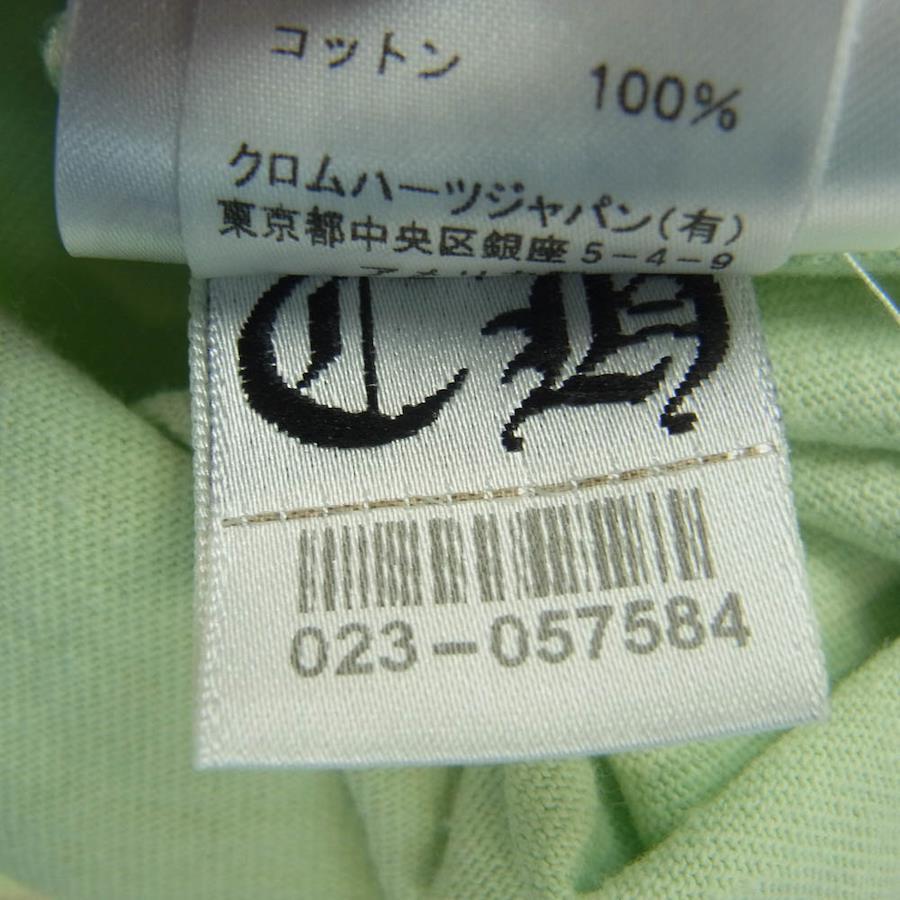 コットン
100%
クロムハーツジャパン(有)
東京都中央区銀座5-4-9
CH
023-057584